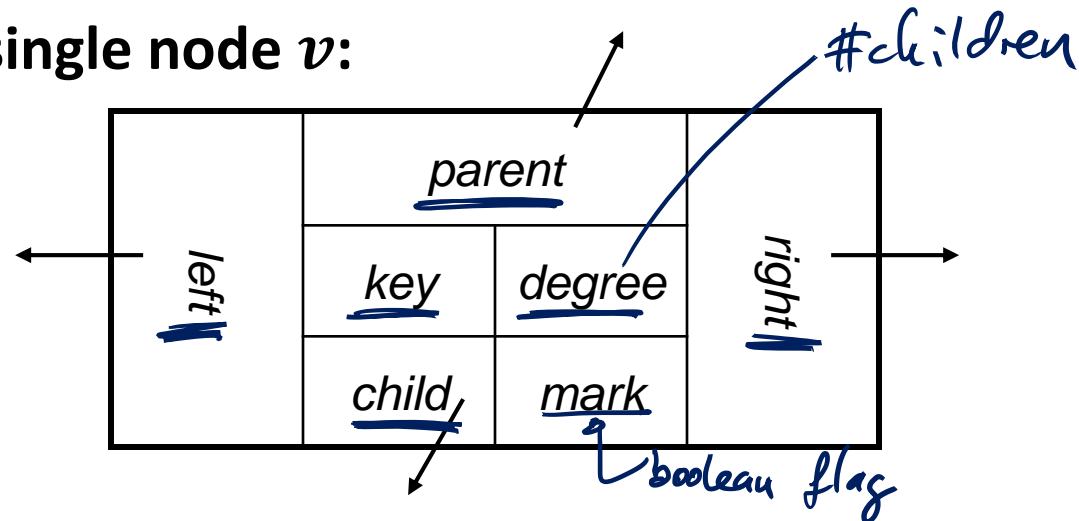 single node v:
#children
parent
left
key
degree
right
child
mark
boolean flag